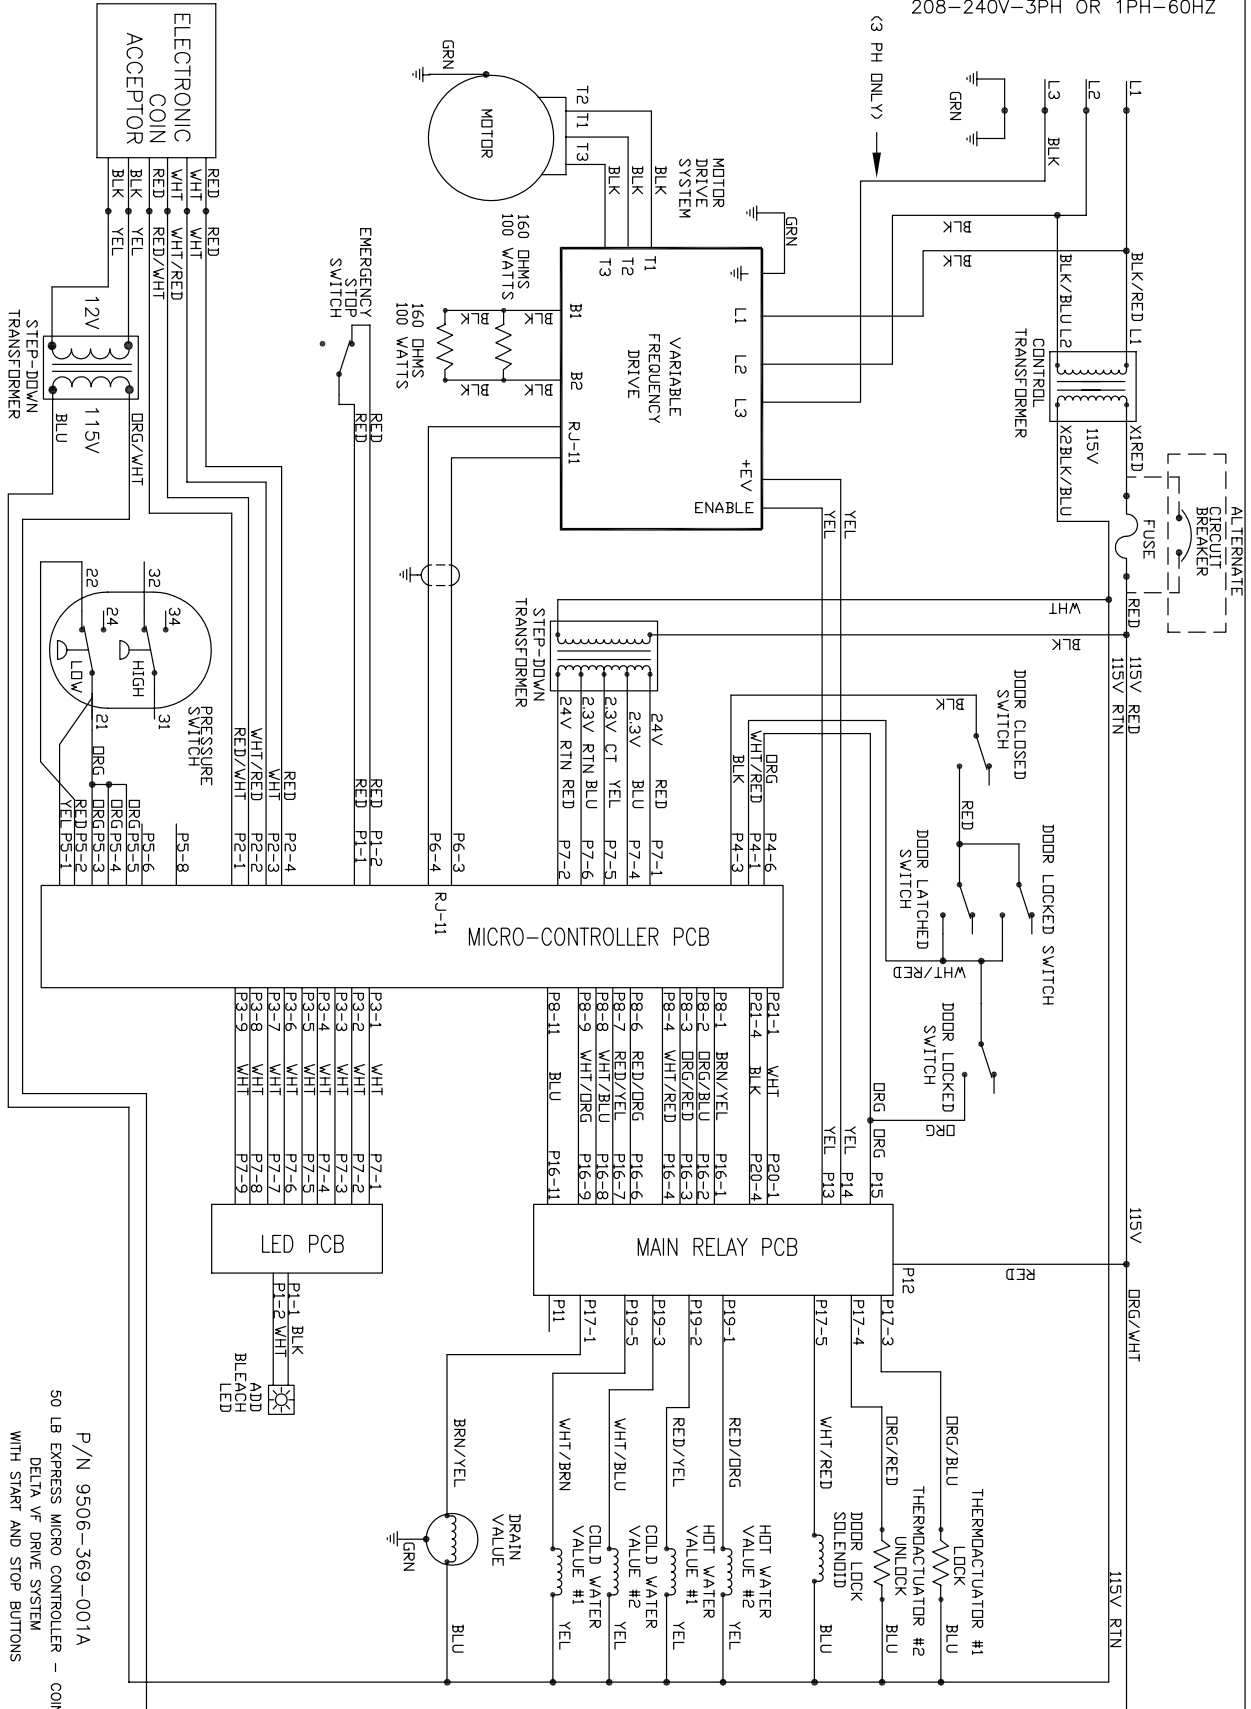 208-240V-3PH OR 1PH-60HZ
L1
L2
L3
GRN
BLK
(3 PH ONLY)
BLK
BLK
BLK/RED L1
BLK/BLU L2
CONTROL
TRANSFORMER
X1RED
115V
X2BLK/BLU
ALTERNATE
CIRCUIT
BREAKER
FUSE
RED
WHT
BLK
115V RED
115V RTN
115V
ORG/WHT
115V RTN
RED
P12
MOTOR
GRN
T2
T1
T3
BLK
BLK
BLK
MOTOR
DRIVE
SYSTEM
GRN
T1
T2
T3
L1
L2
L3
VARIABLE
FREQUENCY
DRIVE
B1
B2
RJ-11
+EV
ENABLE
YEL
YEL
160 OHMS
100 WATTS
160 OHMS
100 WATTS
BLK
BLK
BLK
BLK
EMERGENCY
STOP
SWITCH
RED
RED
RED P1-2
RED P1-1
ELECTRONIC
COIN
ACCEPTOR
RED RED
WHT WHT
WHT WHT/RED
RED RED/WHT
BLK YEL
BLK YEL
12V
115V
STEP-DOWN
TRANSFORMER
ORG/WHT
BLU
32
34
22
24
HIGH
LOW
31
21
PRESSURE
SWITCH
ORG
RED P2-4
WHT P2-3
WHT/RED P2-2
RED/WHT P2-1
P5-8
P5-6
ORG P5-5
ORG P5-4
ORG P5-3
RED P5-2
YEL P5-1
STEP-DOWN
TRANSFORMER
24V RED P7-1
2.3V BLU P7-4
2.3V CT YEL P7-5
2.3V RTN BLU P7-6
24V RTN RED P7-2
P6-3
P6-4
RJ-11
ORG P4-6
WHT/RED P4-1
BLK P4-3
BLK
DOOR CLOSED
SWITCH
RED
DOOR LATCHED
SWITCH
DOOR LOCKED SWITCH
WHT/RED
DOOR LOCKED
SWITCH
ORG
ORG ORG P15
YEL P14
YEL P13
MICRO-CONTROLLER PCB
P21-1 WHT P20-1
P21-4 BLK P20-4
P8-1 BRN/YEL P16-1
P8-2 ORG/BLU P16-2
P8-3 ORG/RED P16-3
P8-4 WHT/RED P16-4
P8-6 RED/ORG P16-6
P8-7 RED/YEL P16-7
P8-8 WHT/BLU P16-8
P8-9 WHT/ORG P16-9
P8-11 BLU P16-11
P3-1 WHT P7-1
P3-2 WHT P7-2
P3-3 WHT P7-3
P3-4 WHT P7-4
P3-5 WHT P7-5
P3-6 WHT P7-6
P3-7 WHT P7-7
P3-8 WHT P7-8
P3-9 WHT P7-9
MAIN RELAY PCB
LED PCB
P1-1 BLK
P1-2 WHT
ADD
BLEACH
LED
P17-3
P17-4
P17-5
P19-1
P19-2
P19-3
P19-5
P17-1
P11
ORG/BLU
THERMOACTUATOR #1
LOCK
BLU
ORG/RED
THERMOACTUATOR #2
UNLOCK
BLU
WHT/RED
DOOR LOCK
SOLENOID
BLU
RED/ORG
HOT WATER
VALUE #2
YEL
RED/YEL
HOT WATER
VALUE #1
YEL
WHT/BLU
COLD WATER
VALUE #2
YEL
WHT/BRN
COLD WATER
VALUE #1
YEL
BRN/YEL
DRAIN
VALUE
GRN
BLU
P/N 9506-369-001A
50 LB EXPRESS MICRO CONTROLLER - COIN
DELTA VF DRIVE SYSTEM
WITH START AND STOP BUTTONS